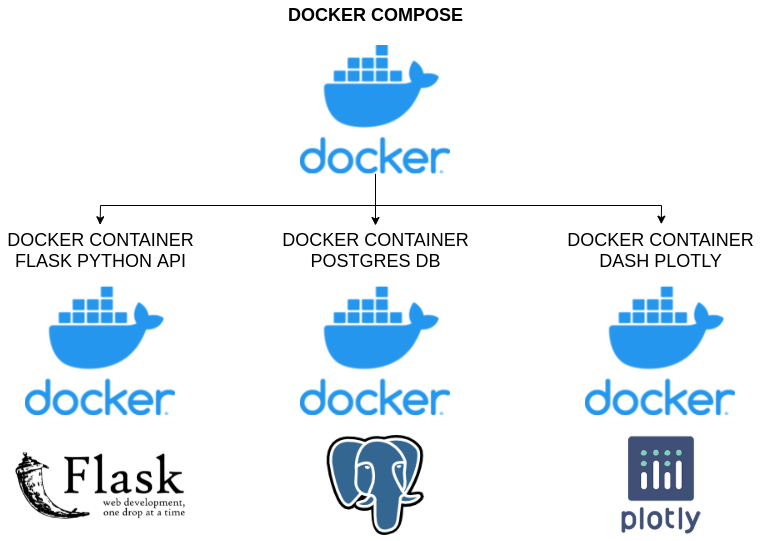 DOCKER COMPOSE
docker
DOCKER CONTAINER
FLASK PYTHON API
DOCKER CONTAINER
POSTGRES DB
DOCKER CONTAINER
DASH PLOTLY
docker
docker
docker
Flask
web development,
one drop at a time
plotly